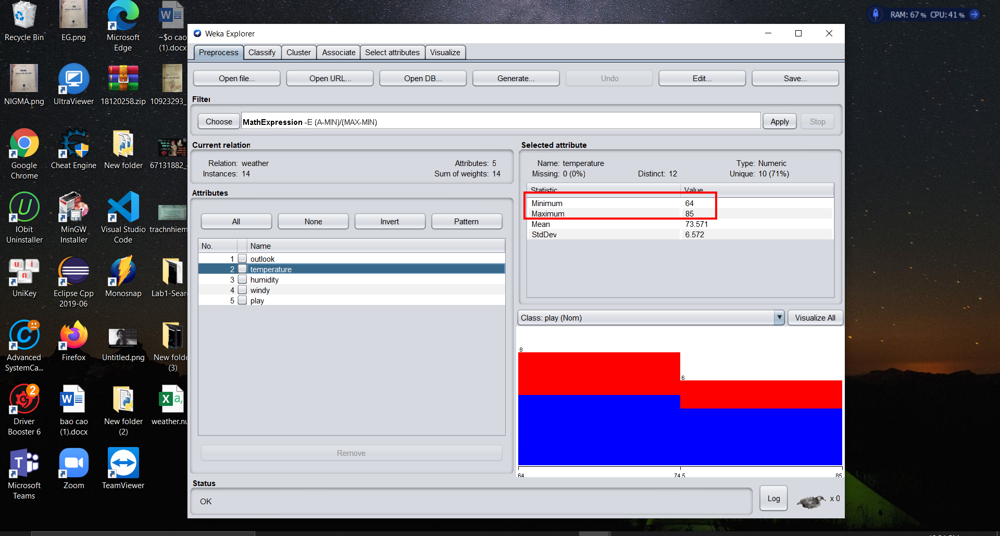 RAM: 67 % CPU: 41 %
Recycle Bin
EG.png
Microsoft
Edge
~$o cao
(1).docx
NIGMA.png
UltraViewer
18120258.zip
10923293_
Google
Chrome
Cheat Engine
New folder
67131882_
IObit
Uninstaller
MinGW
Installer
Visual Studio
Code
trachnhiem
UniKey
Eclipse Cpp
2019-06
Monosnap
Lab1-Sear
Advanced
SystemCa...
Firefox
Untitled.png
New folde
(3)
Driver
Booster 6
bao cao
(1).docx
New folder
(2)
weather.nu
Microsoft
Teams
Zoom
TeamViewer
Weka Explorer
Preprocess Classify Cluster Associate Select attributes Visualize
Open file... Open URL... Open DB... Generate... Undo Edit... Save...
Filter
Choose MathExpression -E (A-MIN)/(MAX-MIN) Apply Stop
Current relation
Relation: weather Attributes: 5
Instances: 14 Sum of weights: 14
Attributes
All None Invert Pattern
No. Name
1 outlook
2 temperature
3 humidity
4 windy
5 play
Remove
Selected attribute
Name: temperature Type: Numeric
Missing: 0 (0%) Distinct: 12 Unique: 10 (71%)
Statistic Value
Minimum 64
Maximum 85
Mean 73.571
StdDev 6.572
Class: play (Nom) Visualize All
8
6
64 74.5 85
Status
OK
Log
x 0